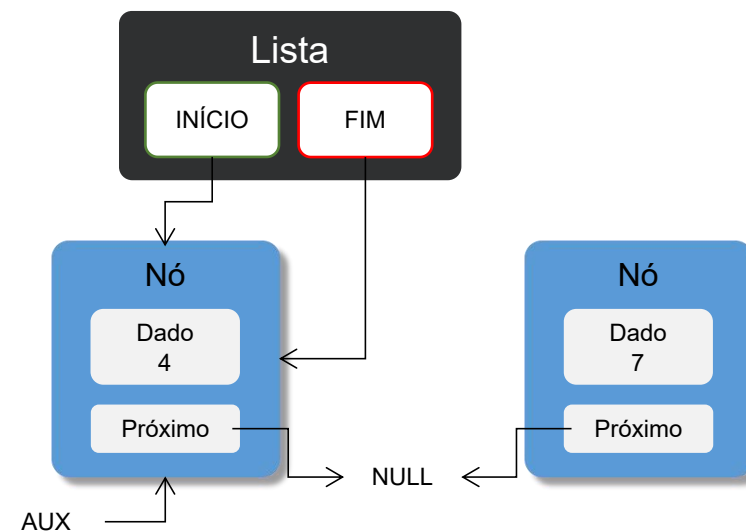 Lista
INÍCIO
FIM
Nó
Dado
4
Próximo
Nó
Dado
7
Próximo
NULL
AUX